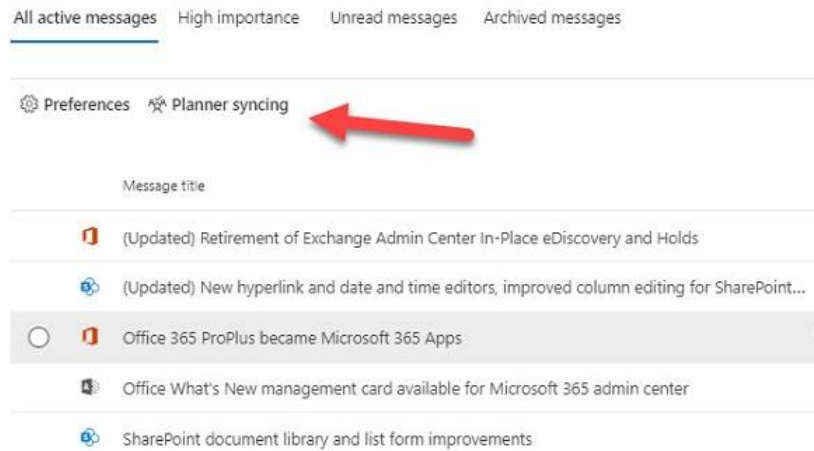 All active messages High importance Unread messages Archived messages
Preferences Planner syncing
Message title
(Updated) Retirement of Exchange Admin Center In-Place eDiscovery and Holds
(Updated) New hyperlink and date and time editors, improved column editing for SharePoint...
Office 365 ProPlus became Microsoft 365 Apps
Office What's New management card available for Microsoft 365 admin center
SharePoint document library and list form improvements